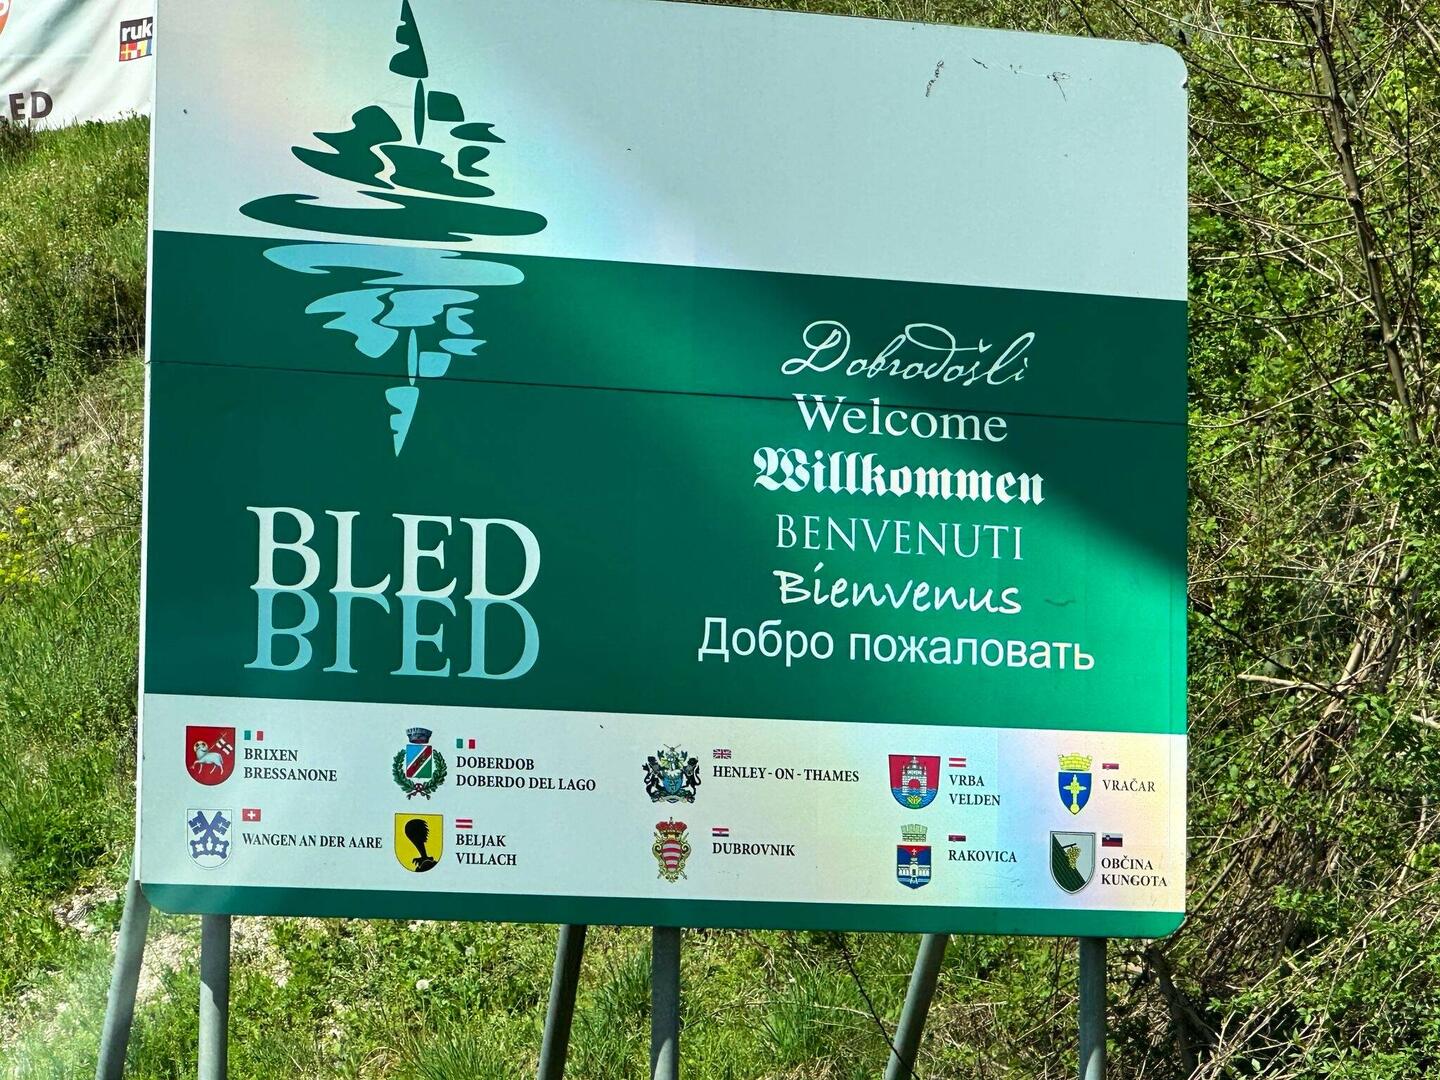 ruk
LED
Dobrodošli
Welcome
Willkommen
BENVENUTI
Bienvenus
Добро пожаловать
BLED
BLED
BRIXEN
BRESSANONE
DOBERDOB
DOBERDO DEL LAGO
HENLEY-ON-THAMES
VRBA
VELDEN
VRAČAR
WANGEN AN DER AARE
BELJAK
VILLACH
DUBROVNIK
RAKOVICA
OBČINA
KUNGOTA